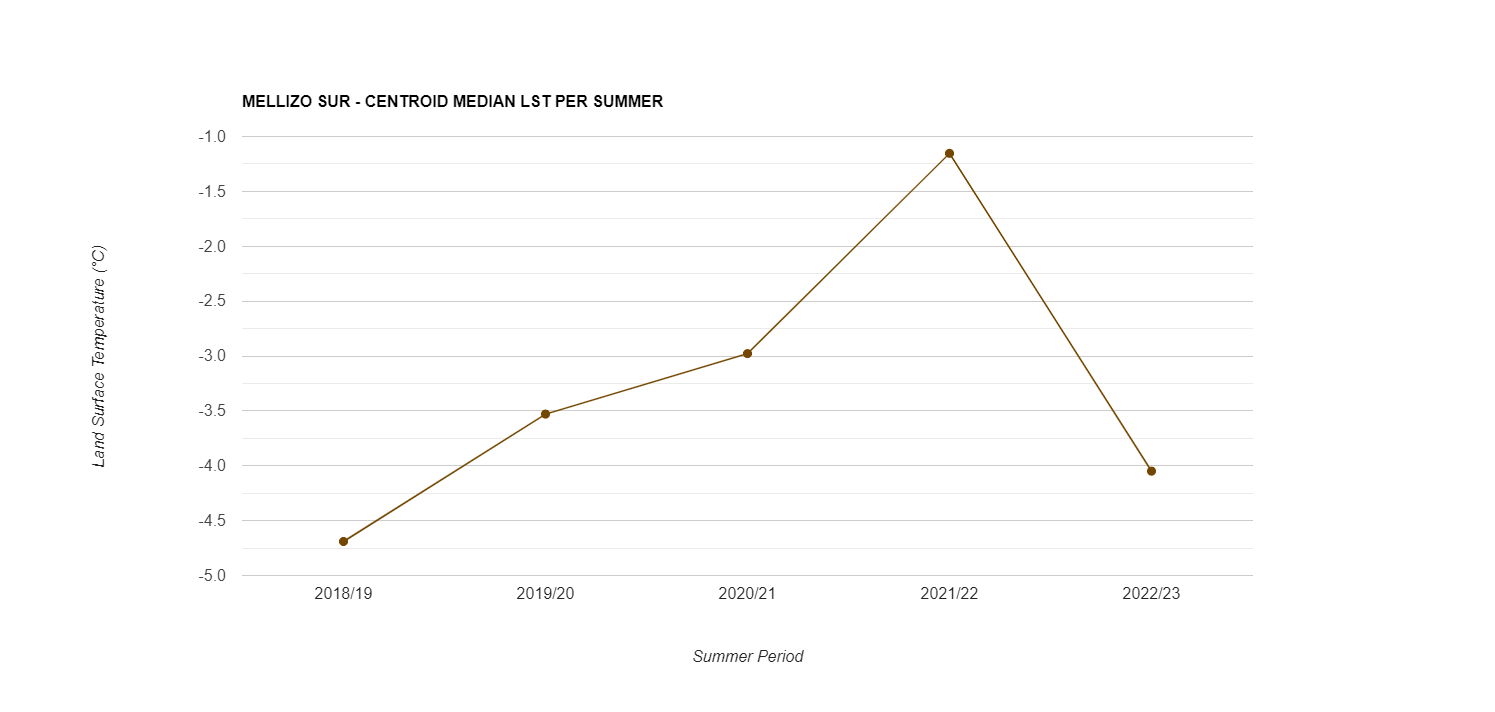 MELLIZO SUR - CENTROID MEDIAN LST PER SUMMER
-1.0
-1.5
-2.0
-2.5
-3.0
-3.5
-4.0
-4.5
-5.0
Land Surface Temperature (°C)
2018/19 2019/20 2020/21 2021/22 2022/23
Summer Period